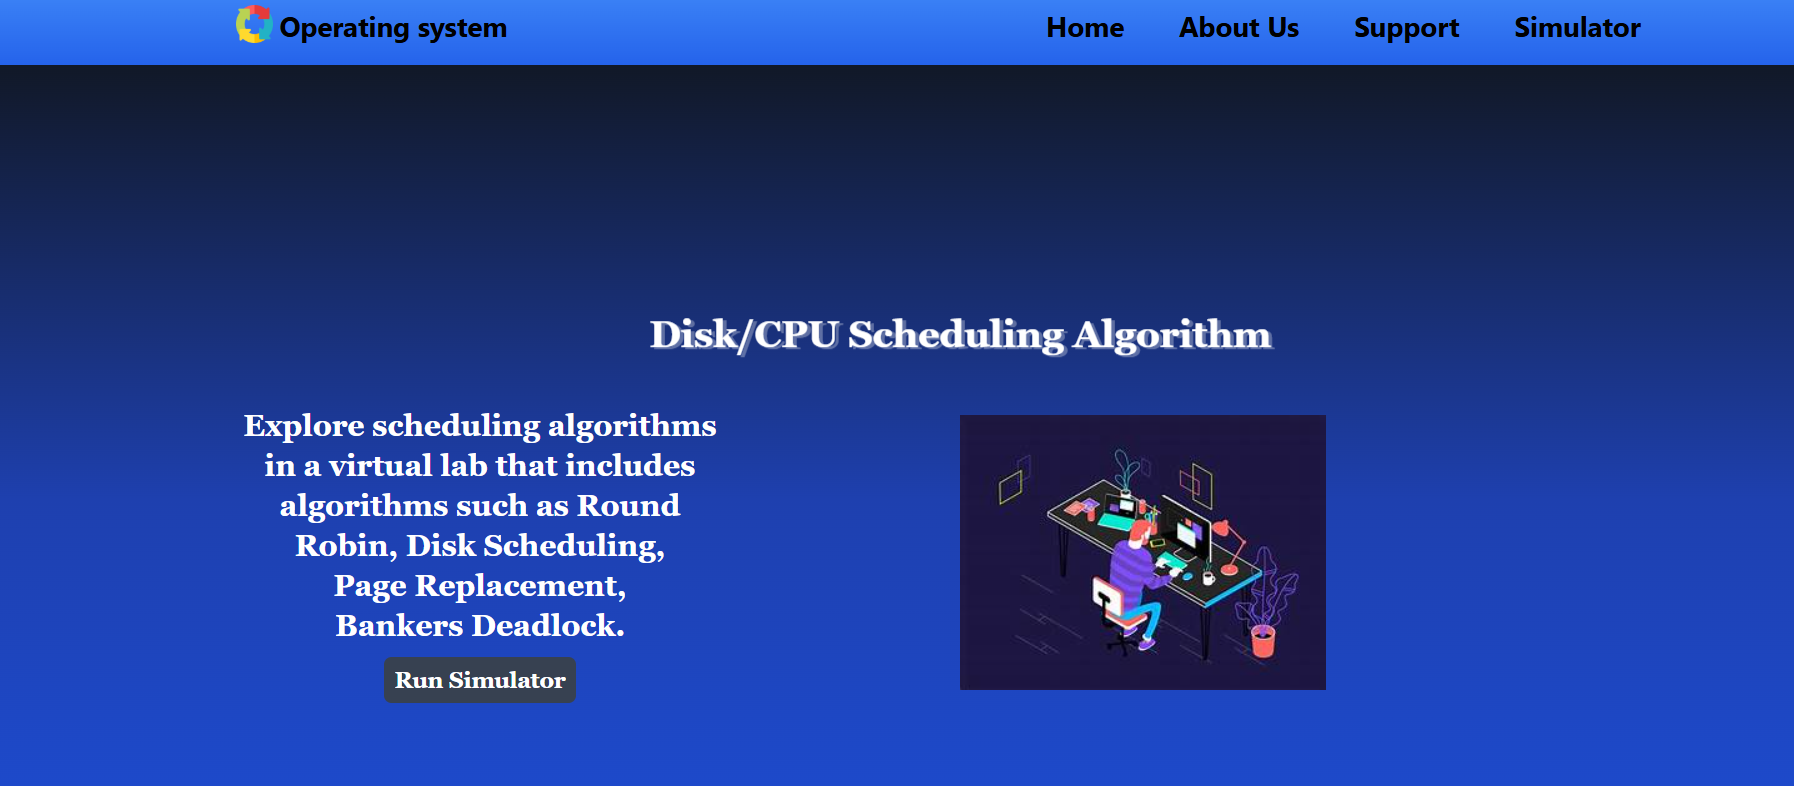 Operating system
Home
About Us
Support
Simulator
Disk/CPU Scheduling Algorithm
Explore scheduling algorithms
in a virtual lab that includes
algorithms such as Round
Robin, Disk Scheduling,
Page Replacement,
Bankers Deadlock.
Run Simulator